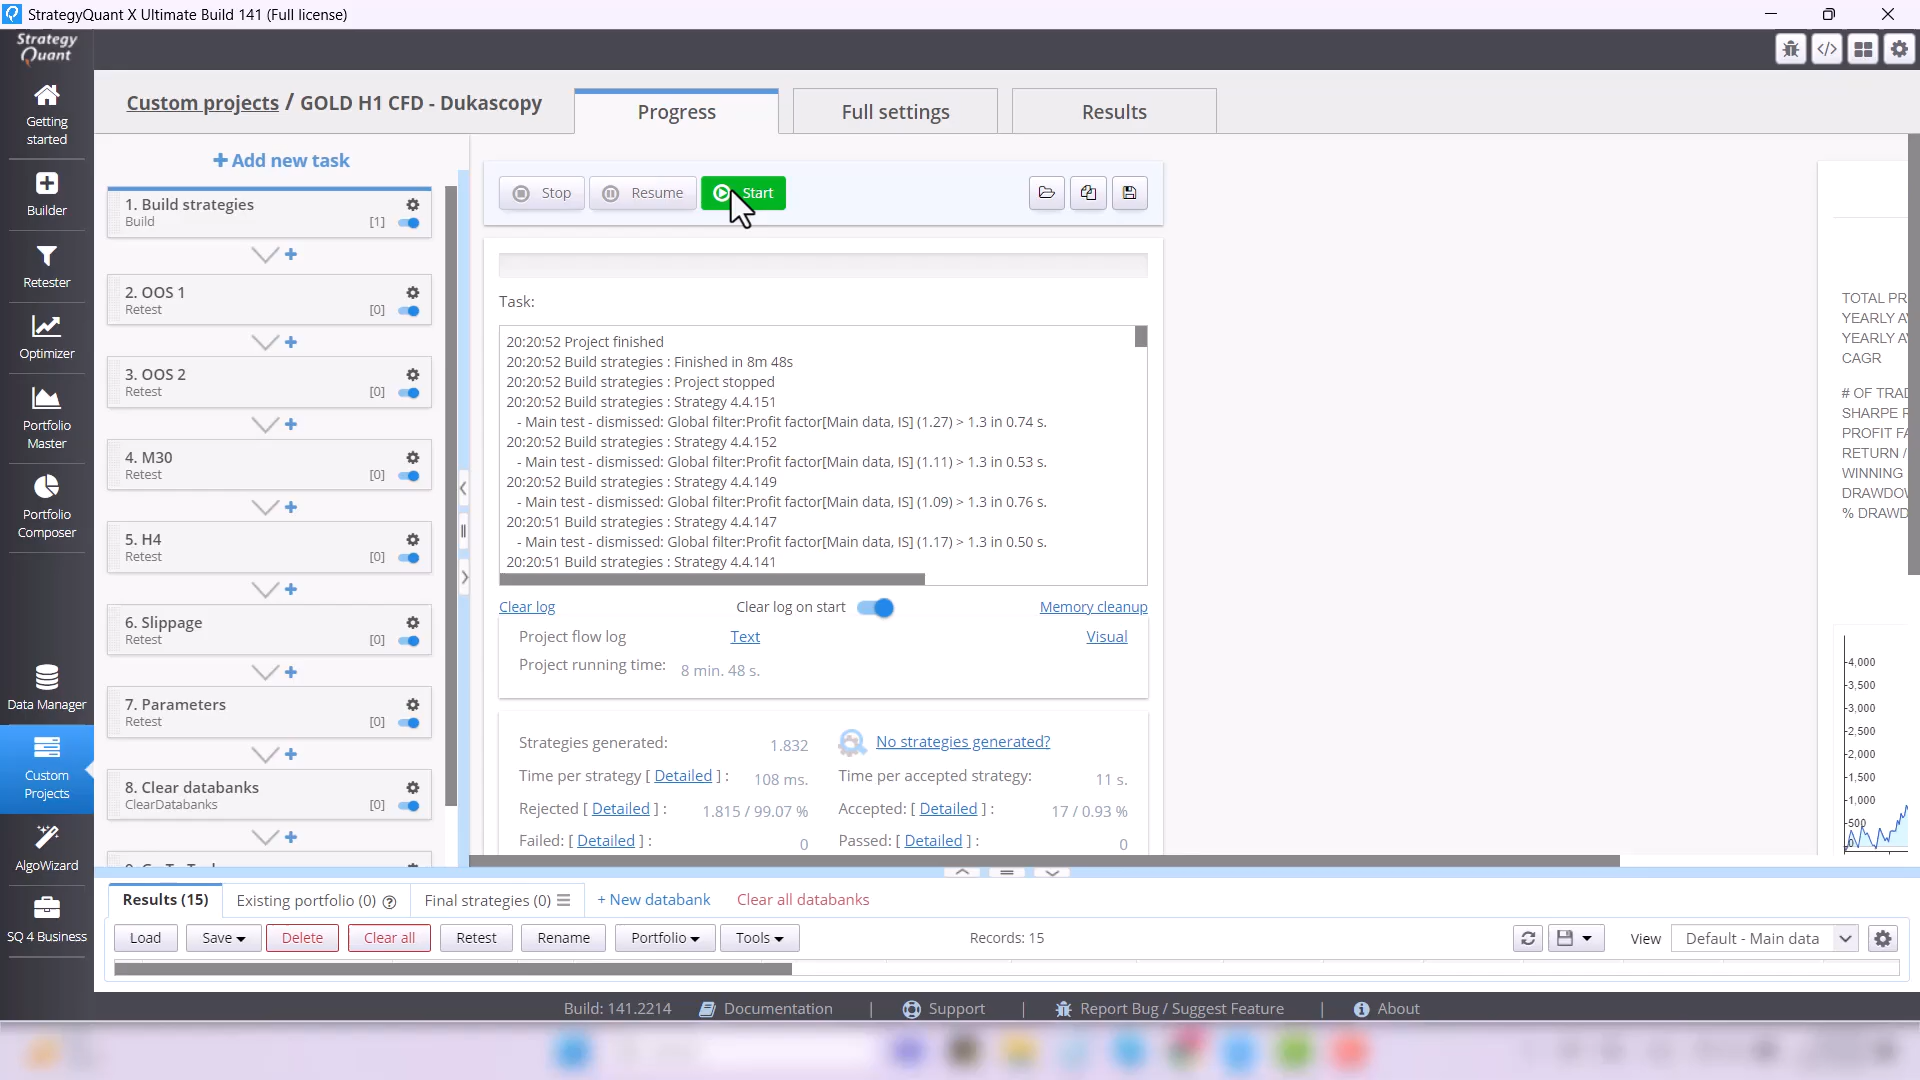 StrategyQuant X Ultimate Build 141 (Full license)
Strategy
Quant
Getting
started
Builder
Retester
Optimizer
Portfolio
Master
Portfolio
Composer
Data Manager
Custom
Projects
AlgoWizard
SQ 4 Business
Custom projects / GOLD H1 CFD - Dukascopy
Progress
Full settings
Results
+ Add new task
1. Build strategies
Build [1]
2. OOS 1
Retest [0]
3. OOS 2
Retest [0]
4. M30
Retest [0]
5. H4
Retest [0]
6. Slippage
Retest [0]
7. Parameters
Retest [0]
8. Clear databanks
ClearDatabanks [0]
Stop
Resume
Start
Task:
20:20:52 Project finished
20:20:52 Build strategies : Finished in 8m 48s
20:20:52 Build strategies : Project stopped
20:20:52 Build strategies : Strategy 4.4.151
- Main test - dismissed: Global filter:Profit factor[Main data, IS] (1.27) > 1.3 in 0.74 s.
20:20:52 Build strategies : Strategy 4.4.152
- Main test - dismissed: Global filter:Profit factor[Main data, IS] (1.11) > 1.3 in 0.53 s.
20:20:52 Build strategies : Strategy 4.4.149
- Main test - dismissed: Global filter:Profit factor[Main data, IS] (1.09) > 1.3 in 0.76 s.
20:20:51 Build strategies : Strategy 4.4.147
- Main test - dismissed: Global filter:Profit factor[Main data, IS] (1.17) > 1.3 in 0.50 s.
20:20:51 Build strategies : Strategy 4.4.141
Clear log Clear log on start Memory cleanup
Project flow log Text Visual
Project running time: 8 min. 48 s.
Strategies generated: 1.832 No strategies generated?
Time per strategy [ Detailed ] : 108 ms. Time per accepted strategy: 11 s.
Rejected [ Detailed ] : 1.815 / 99.07 % Accepted: [ Detailed ] : 17 / 0.93 %
Failed: [ Detailed ] : 0 Passed: [ Detailed ] : 0
TOTAL PR
YEARLY A
YEARLY A
CAGR
# OF TRAD
SHARPE R
PROFIT FA
RETURN /
WINNING
DRAWDO
% DRAWD
4,000
3,500
3,000
2,500
2,000
1,500
1,000
500
0
Results (15) Existing portfolio (0) Final strategies (0) + New databank Clear all databanks
Load Save Delete Clear all Retest Rename Portfolio Tools Records: 15 View Default - Main data
Build: 141.2214 Documentation | Support | Report Bug / Suggest Feature | About